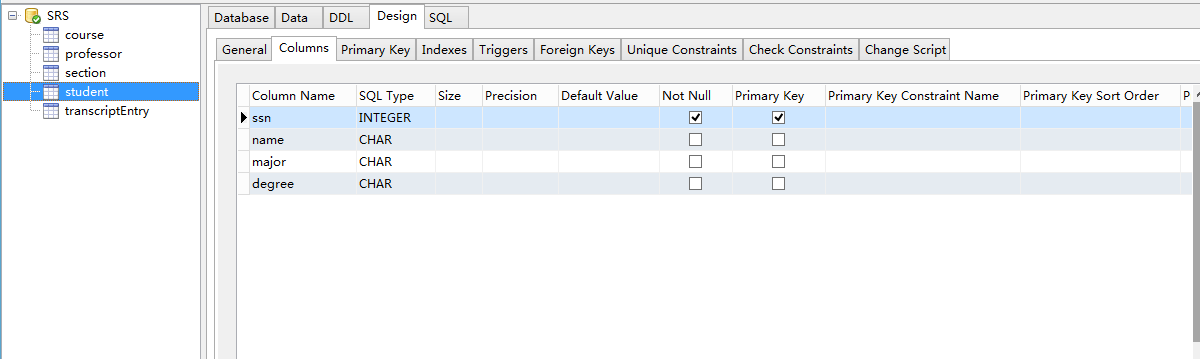 SRS
course
professor
section
student
transcriptEntry
Database Data DDL Design SQL
General Columns Primary Key Indexes Triggers Foreign Keys Unique Constraints Check Constraints Change Script
Column Name SQL Type Size Precision Default Value Not Null Primary Key Primary Key Constraint Name Primary Key Sort Order P
ssn INTEGER
name CHAR
major CHAR
degree CHAR